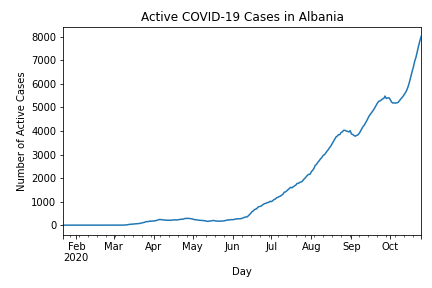 Active COVID-19 Cases in Albania
Number of Active Cases
8000
7000
6000
5000
4000
3000
2000
1000
0
Feb Mar Apr May Jun Jul Aug Sep Oct
2020
Day